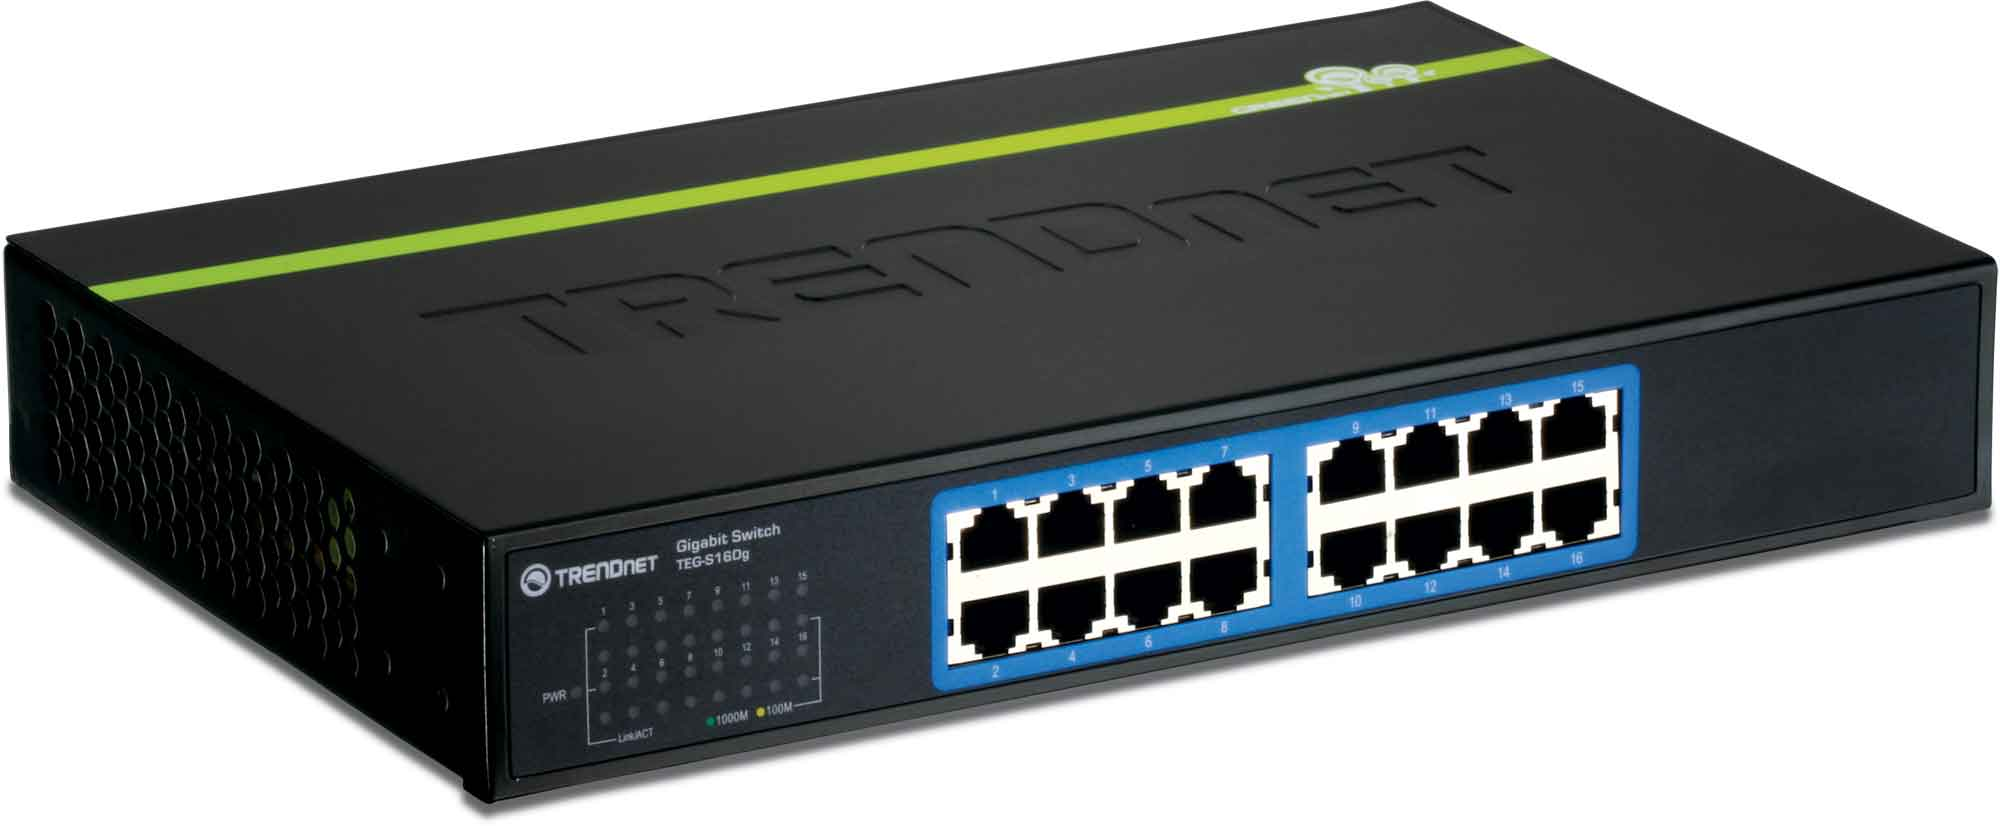 GREENnet
TRENDNET
TRENDNET
Gigabit Switch
TEG-S16Dg
1 3 5 7 9 11 13 15
2 4 6 8 10 12 14 16
PWR
Link/ACT
1000M 100M
1 3 5 7
2 4 6 8
9 11 13 15
10 12 14 16